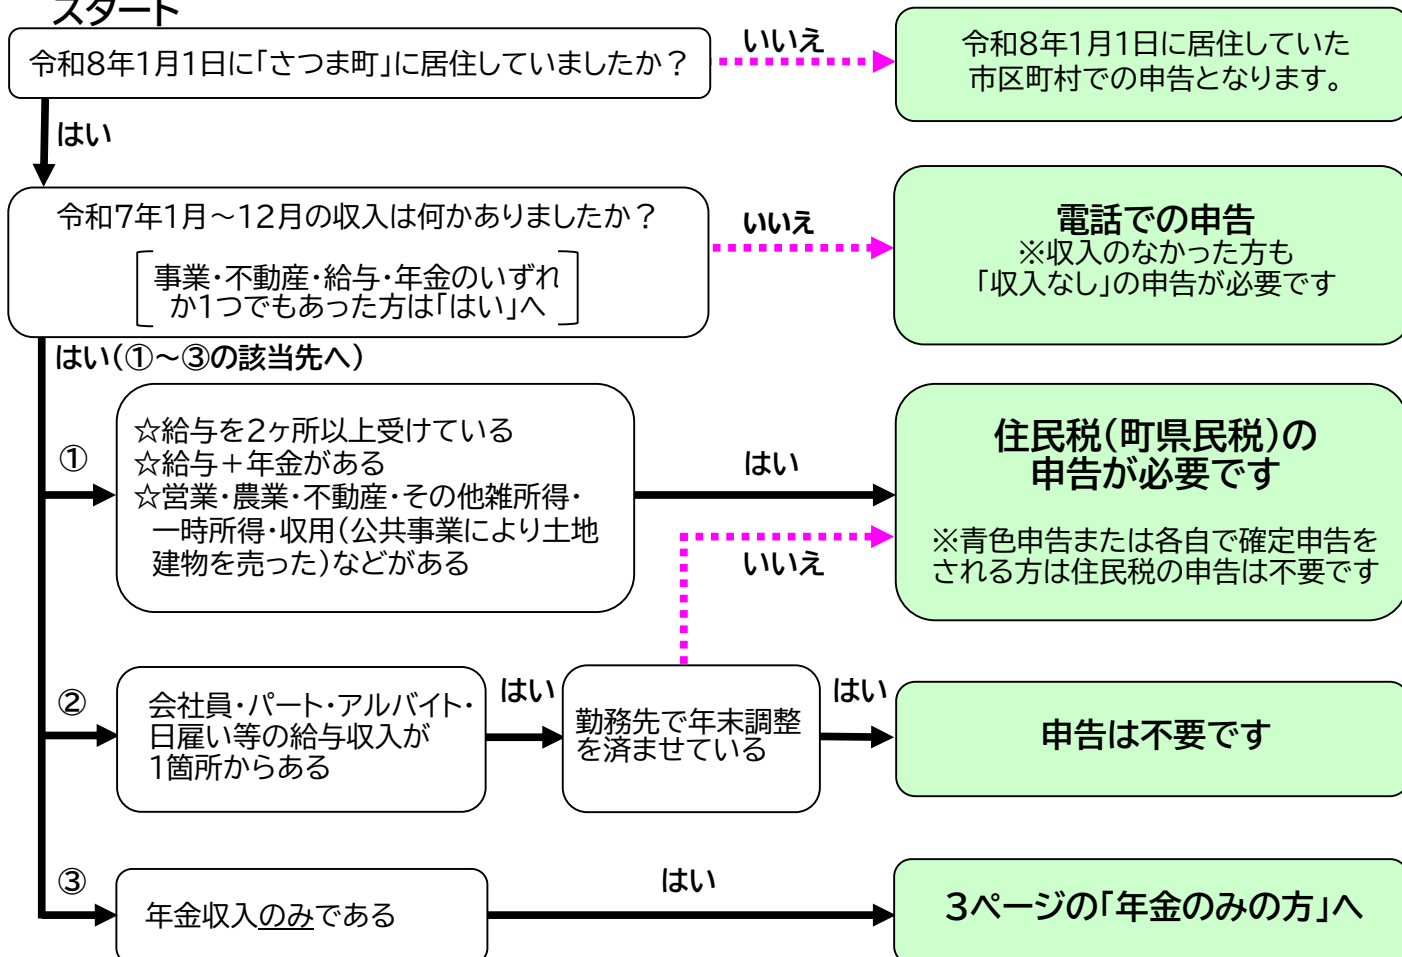 スタート
令和8年1月1日に「さつま町」に居住していましたか？
いいえ
令和8年1月1日に居住していた
市区町村での申告となります。
はい
令和7年1月～12月の収入は何かありましたか？
事業・不動産・給与・年金のいずれ
か1つでもあった方は「はい」へ
いいえ
電話での申告
※収入のなかった方も
「収入なし」の申告が必要です
はい（①～③の該当先へ）
①
☆給与を2ヶ所以上受けている
☆給与＋年金がある
☆営業・農業・不動産・その他雑所得・
一時所得・収用（公共事業により土地
建物を売った）などがある
はい
住民税（町県民税）の
申告が必要です
※青色申告または各自で確定申告を
される方は住民税の申告は不要です
いいえ
②
会社員・パート・アルバイト・
日雇い等の給与収入が
1箇所からある
はい
勤務先で年末調整
を済ませている
はい
申告は不要です
③
年金収入のみである
はい
3ページの「年金のみの方」へ